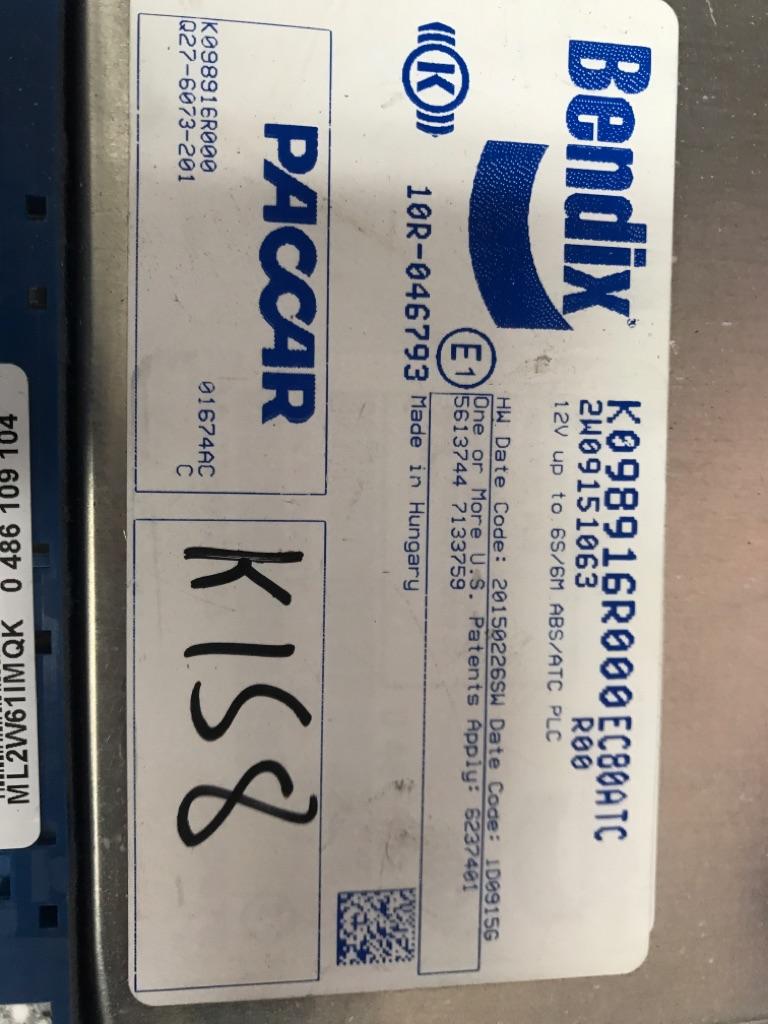 Bendix
K098916R000EC80ATC
2W09151063 R00
12V up to 6S/6M ABS/ATC PLC
HW Date Code: 20150226SW Date Code: 1D0915G
One or More U.S. Patents Apply: 6237401
5613744 7133759
E1
K
10R-046793 Made in Hungary
PACCAR
K098916R000
Q27-6073-201
01674AC
C
K158
ML2W61IMQK 0 486 109 104